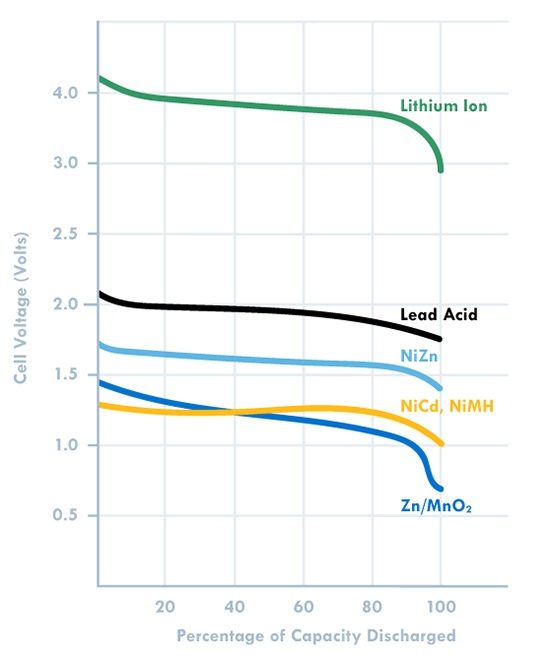 4.0
Lithium Ion
3.0
2.5
2.0
Lead Acid
NiZn
1.5
NiCd, NiMH
1.0
Zn/MnO₂
0.5
Cell Voltage (Volts)
20 40 60 80 100
Percentage of Capacity Discharged